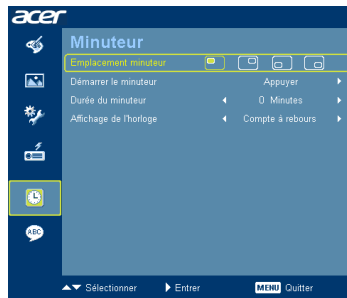 acer
Minuteur
Emplacement minuteur
Démarrer le minuteur Appuyer
Durée du minuteur 0 Minutes
Affichage de l'horloge Compte à rebours
ABC
Sélectionner Entrer MENU Quitter